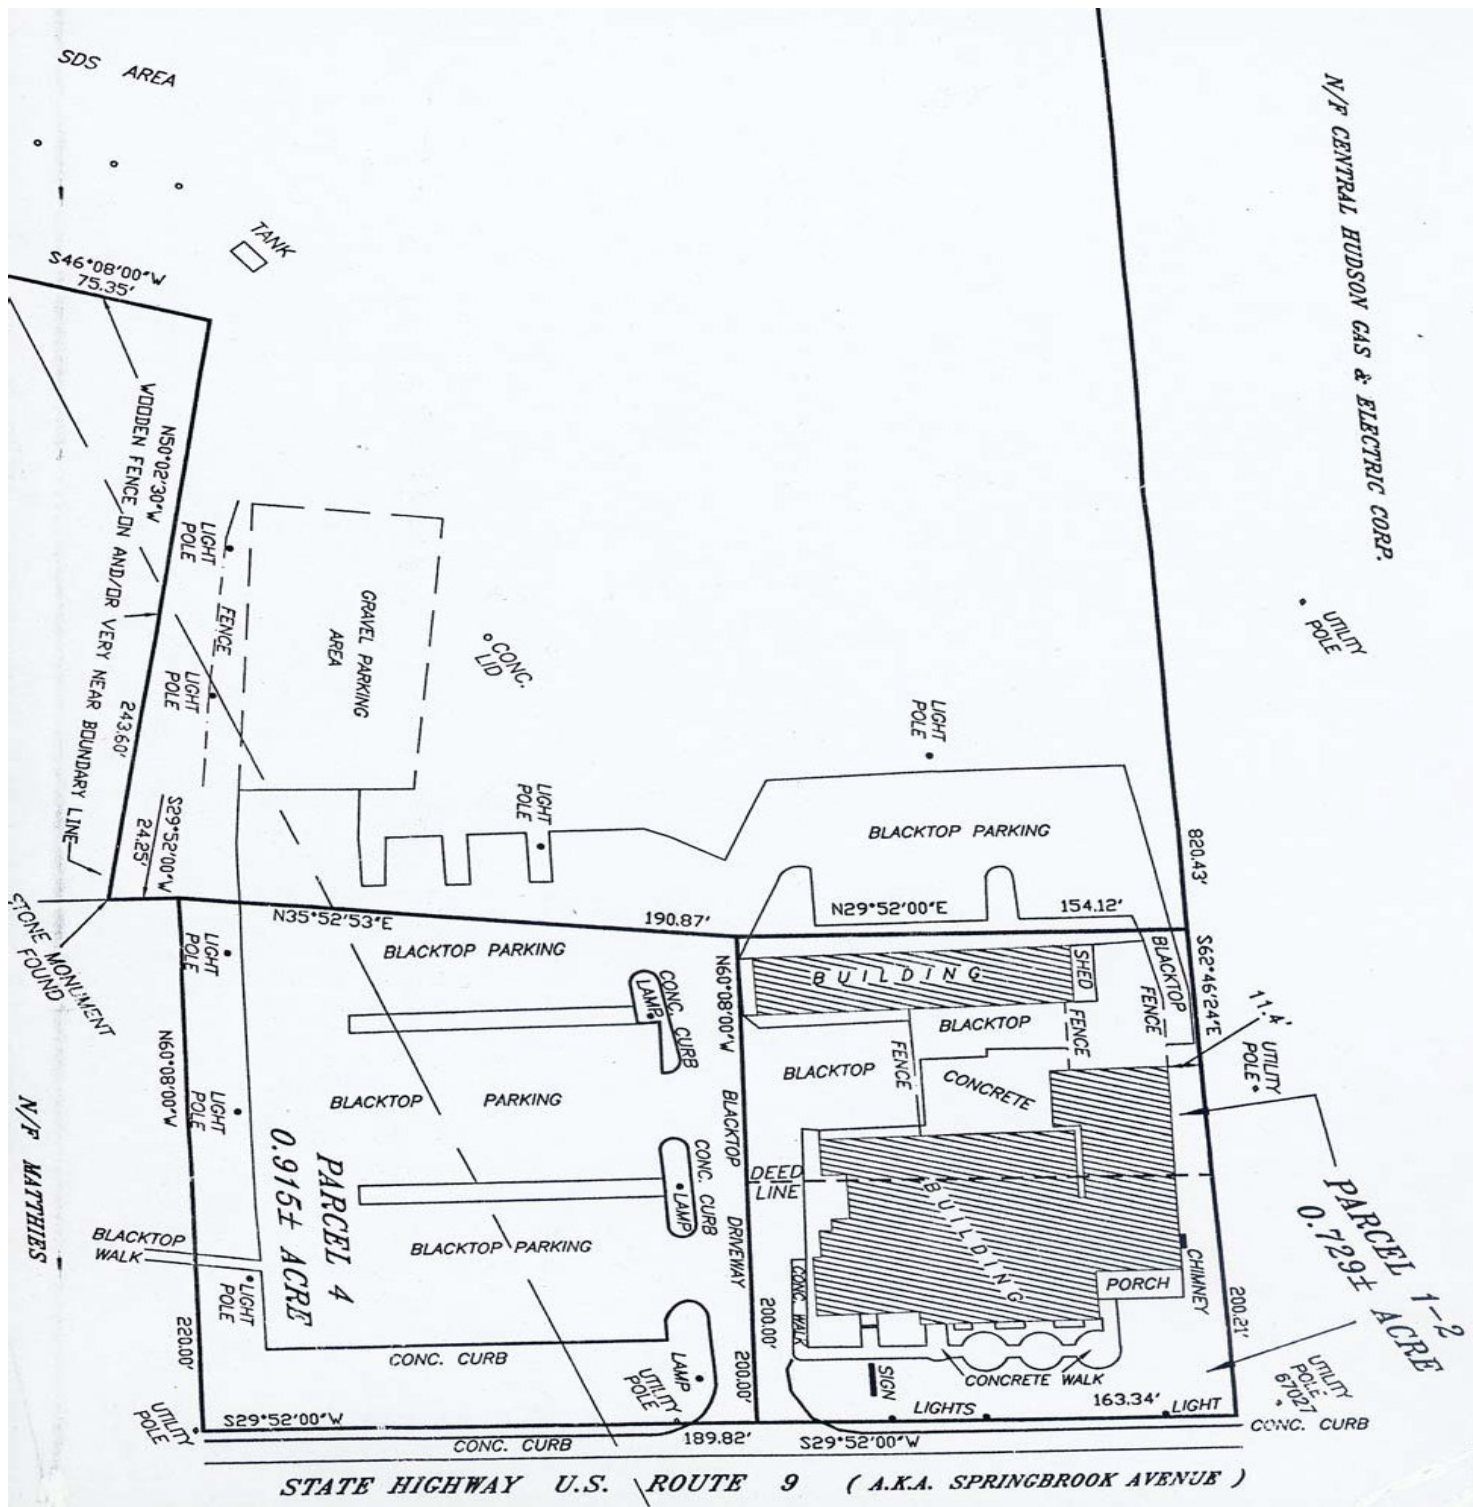 SDS AREA
TANK
S46°08'00"W
75.35'
N/F CENTRAL HUDSON GAS & ELECTRIC CORP.
UTILITY
POLE
N50°02'30"W
243.60'
WOODEN FENCE ON AND/OR VERY NEAR BOUNDARY LINE
LIGHT
POLE
FENCE
LIGHT
POLE
GRAVEL PARKING
AREA
CONC.
LID
LIGHT
POLE
LIGHT
POLE
BLACKTOP PARKING
820.43'
S29°52'00"W
24.25'
STONE MONUMENT
FOUND
N35°52'53"E
190.87'
N29°52'00"E
154.12'
S62°46'24"E
BLACKTOP PARKING
LIGHT
POLE
CONC. CURB
LAMP
N60°08'00"W
BUILDING
SHED
BLACKTOP
FENCE
11.4'
UTILITY
POLE
BLACKTOP
FENCE
FENCE
BLACKTOP
CONCRETE
N60°08'00"W
LIGHT
POLE
BLACKTOP PARKING
BLACKTOP DRIVEWAY
CONC. CURB
LAMP
DEED
LINE
BUILDING
PARCEL 1-2
0.729± ACRE
PARCEL 4
0.915± ACRE
N/F MATTHIES
BLACKTOP
WALK
BLACKTOP PARKING
CONC. WALK
PORCH
CHIMNEY
LIGHT
POLE
220.00'
200.00'
200.00'
200.21'
CONC. CURB
LAMP
UTILITY
POLE
SIGN
CONCRETE WALK
UTILITY
POLE
67027
UTILITY
POLE
S29°52'00"W
LIGHTS
163.34'
LIGHT
CONC. CURB
CONC. CURB
189.82'
S29°52'00"W
STATE HIGHWAY U.S. ROUTE 9 ( A.K.A. SPRINGBROOK AVENUE )